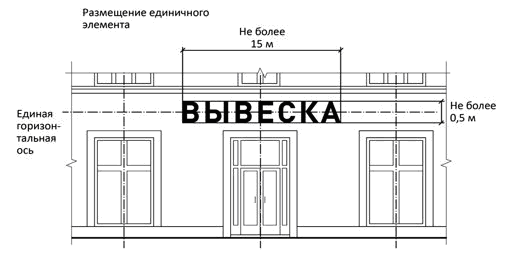 Размещение единичного
элемента
Не более
15 м
ВЫВЕСКА
Не более
0,5 м
Единая
горизон-
тальная
ось